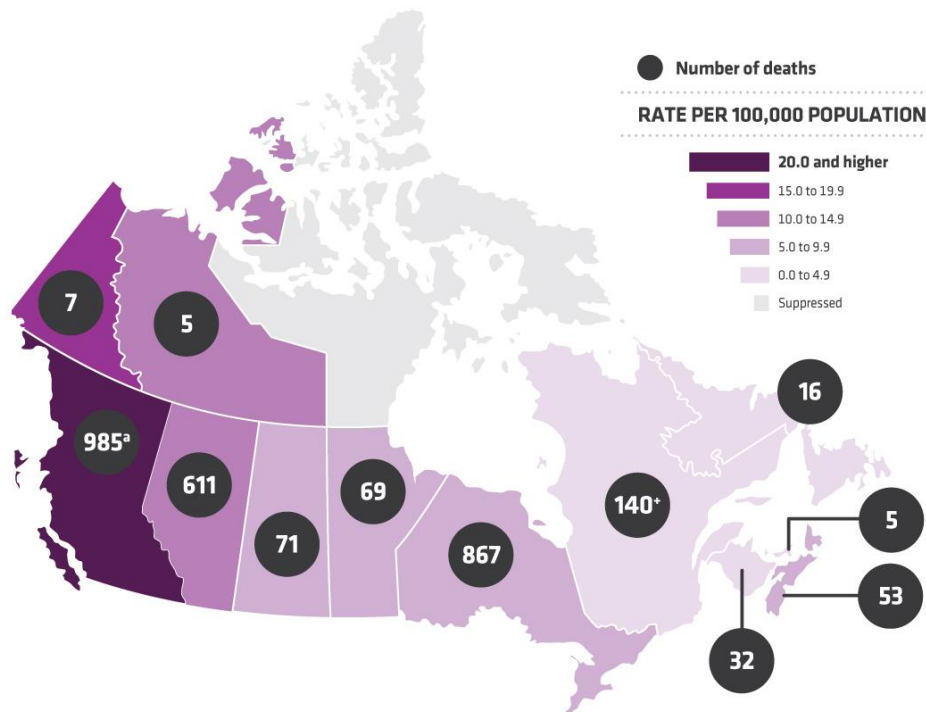 Number of deaths
RATE PER 100,000 POPULATION
20.0 and higher
15.0 to 19.9
10.0 to 14.9
5.0 to 9.9
0.0 to 4.9
Suppressed
7
5
16
985ᵃ
611
69
71
867
140⁺
5
53
32